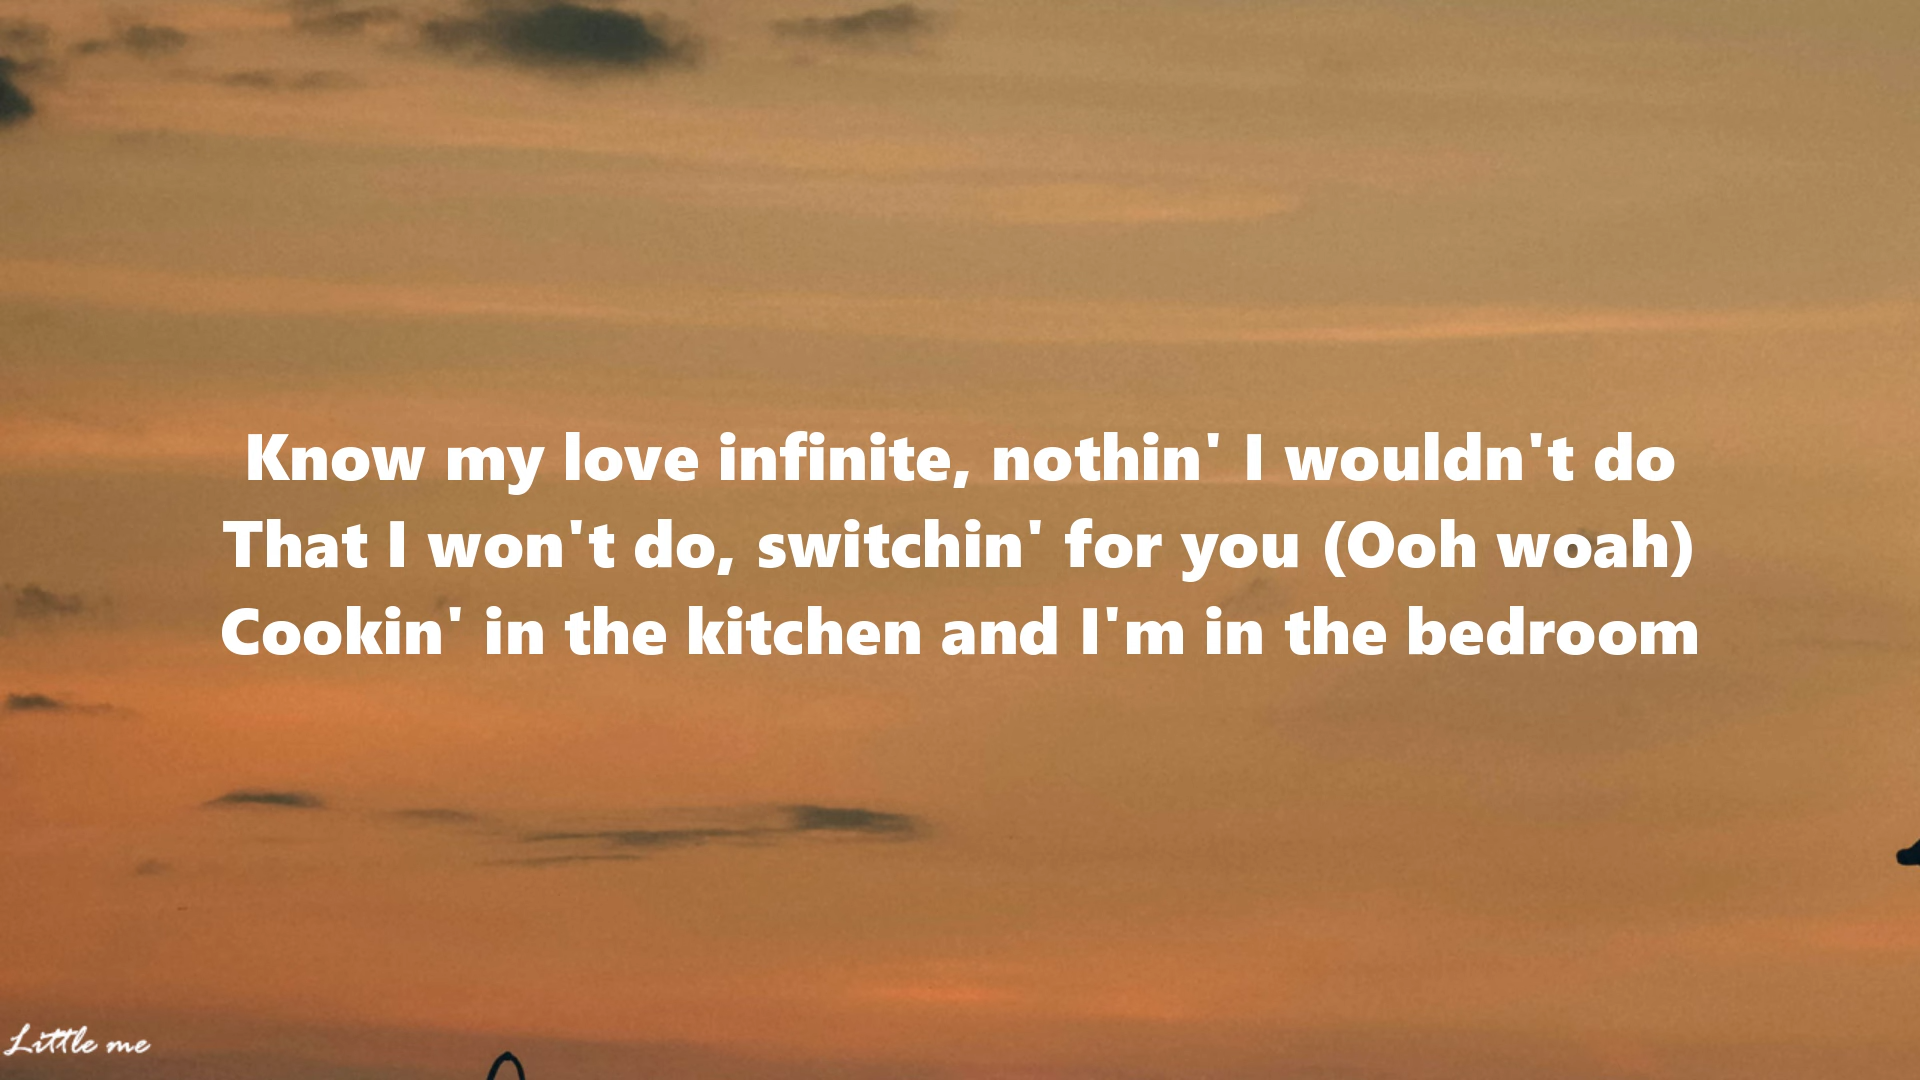 Know my love infinite, nothin' I wouldn't do
That I won't do, switchin' for you (Ooh woah)
Cookin' in the kitchen and I'm in the bedroom
Little me